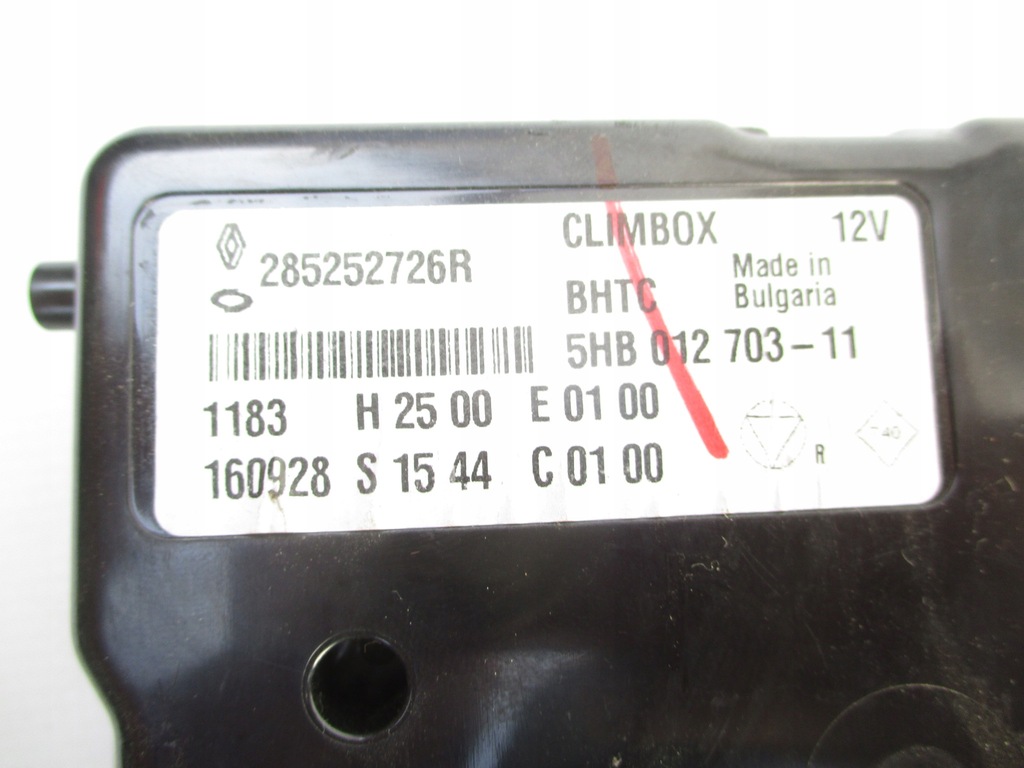 285252726R
CLIMBOX 12V
BHTC Made in Bulgaria
5HB 012 703-11
1183 H 25 00 E 01 00
160928 S 15 44 C 01 00
R
40